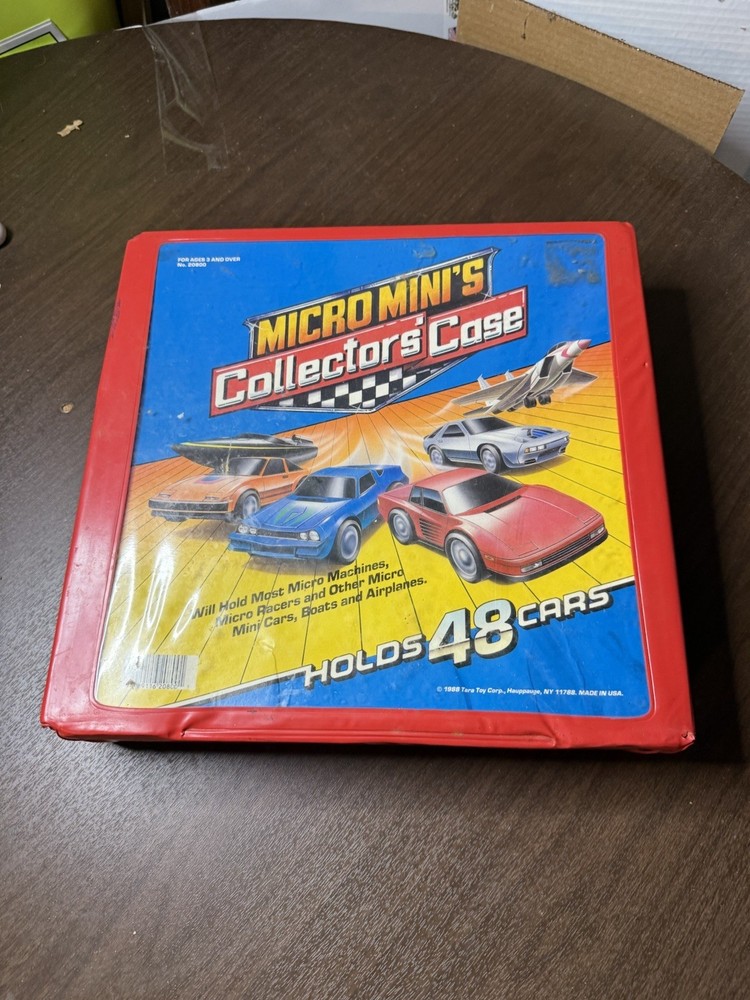 FOR AGES 3 AND OVER
No. 20800
MICRO MINI'S
Collectors' Case
Will Hold Most Micro Machines,
Micro Racers and Other Micro
Mini Cars, Boats and Airplanes.
HOLDS 48 CARS
© 1988 Tara Toy Corp., Hauppauge, NY 11788. MADE IN USA.